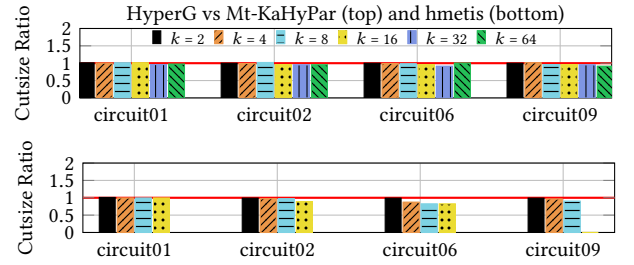 HyperG vs Mt-KaHyPar (top) and hmetis (bottom)
Cutsize Ratio
2
1.5
1
0.5
0
k = 2 k = 4 k = 8 k = 16 k = 32 k = 64
circuit01 circuit02 circuit06 circuit09
Cutsize Ratio
2
1.5
1
0.5
0
circuit01 circuit02 circuit06 circuit09